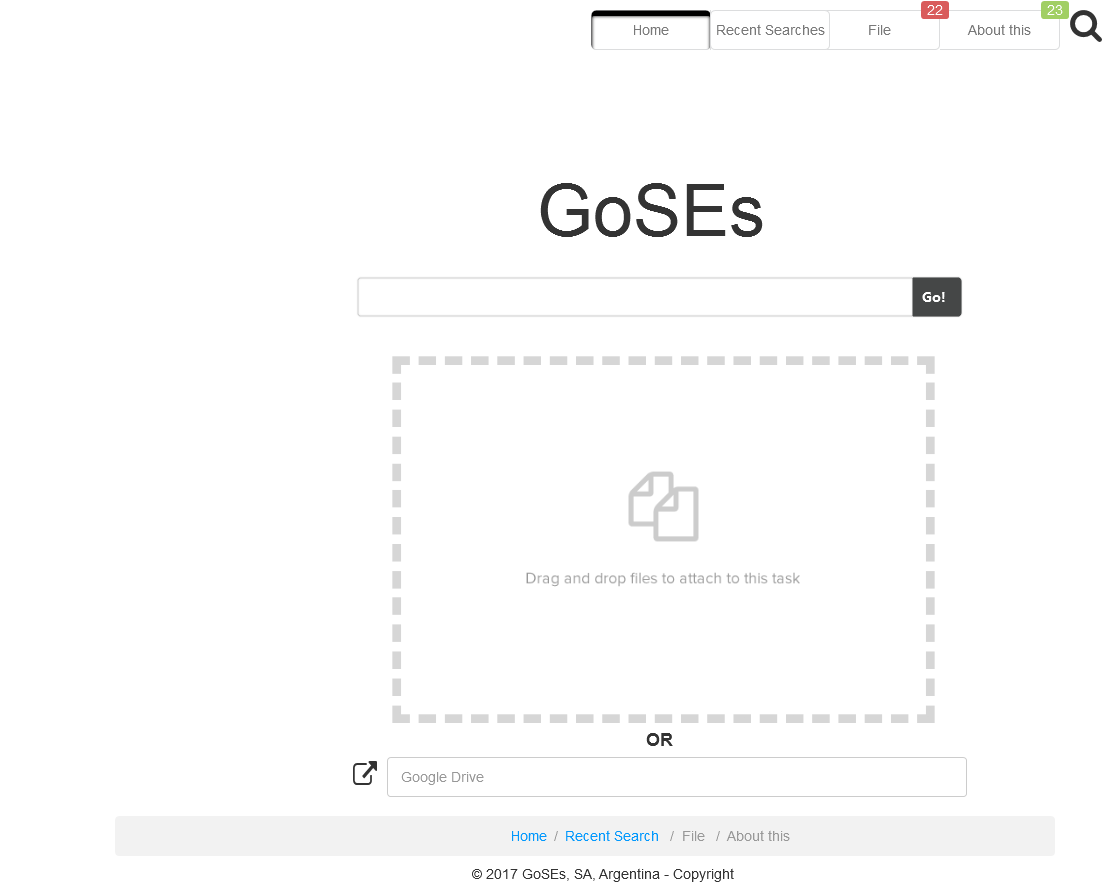 22 23
Home Recent Searches File About this
GoSEs
Go!
Drag and drop files to attach to this task
OR
Google Drive
Home / Recent Search / File / About this
© 2017 GoSEs, SA, Argentina - Copyright